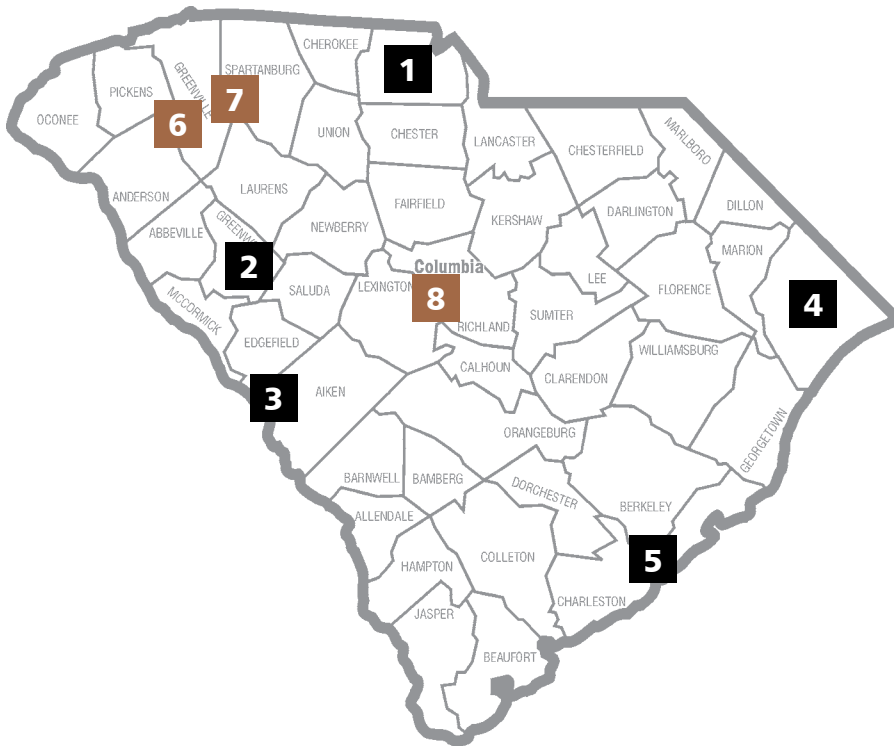 CHEROKEE
1
SPARTANBURG
GREENVILLE
PICKENS
7
OCONEE
6
UNION
CHESTER
LANCASTER
CHESTERFIELD
MARLBORO
ANDERSON
LAURENS
FAIRFIELD
KERSHAW
DARLINGTON
DILLON
ABBEVILLE
NEWBERRY
MARION
2
Columbia
LEE
SALUDA
LEXINGTON
8
FLORENCE
4
MCCORMICK
RICHLAND
SUMTER
EDGEFIELD
WILLIAMSBURG
CALHOUN
CLARENDON
3
AIKEN
ORANGEBURG
GEORGETOWN
BARNWELL
BAMBERG
DORCHESTER
BERKELEY
ALLENDALE
COLLETON
5
HAMPTON
CHARLESTON
JASPER
BEAUFORT